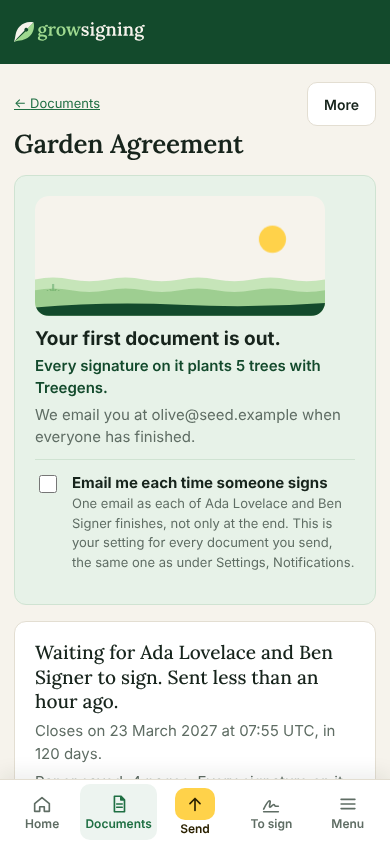 growsigning
← Documents
More
Garden Agreement
Your first document is out.
Every signature on it plants 5 trees with
Treegens.
We email you at olive@seed.example when
everyone has finished.
Email me each time someone signs
One email as each of Ada Lovelace and Ben
Signer finishes, not only at the end. This is
your setting for every document you send,
the same one as under Settings, Notifications.
Waiting for Ada Lovelace and Ben
Signer to sign. Sent less than an
hour ago.
Closes on 23 March 2027 at 07:55 UTC, in
120 days.
Home
Documents
Send
To sign
Menu